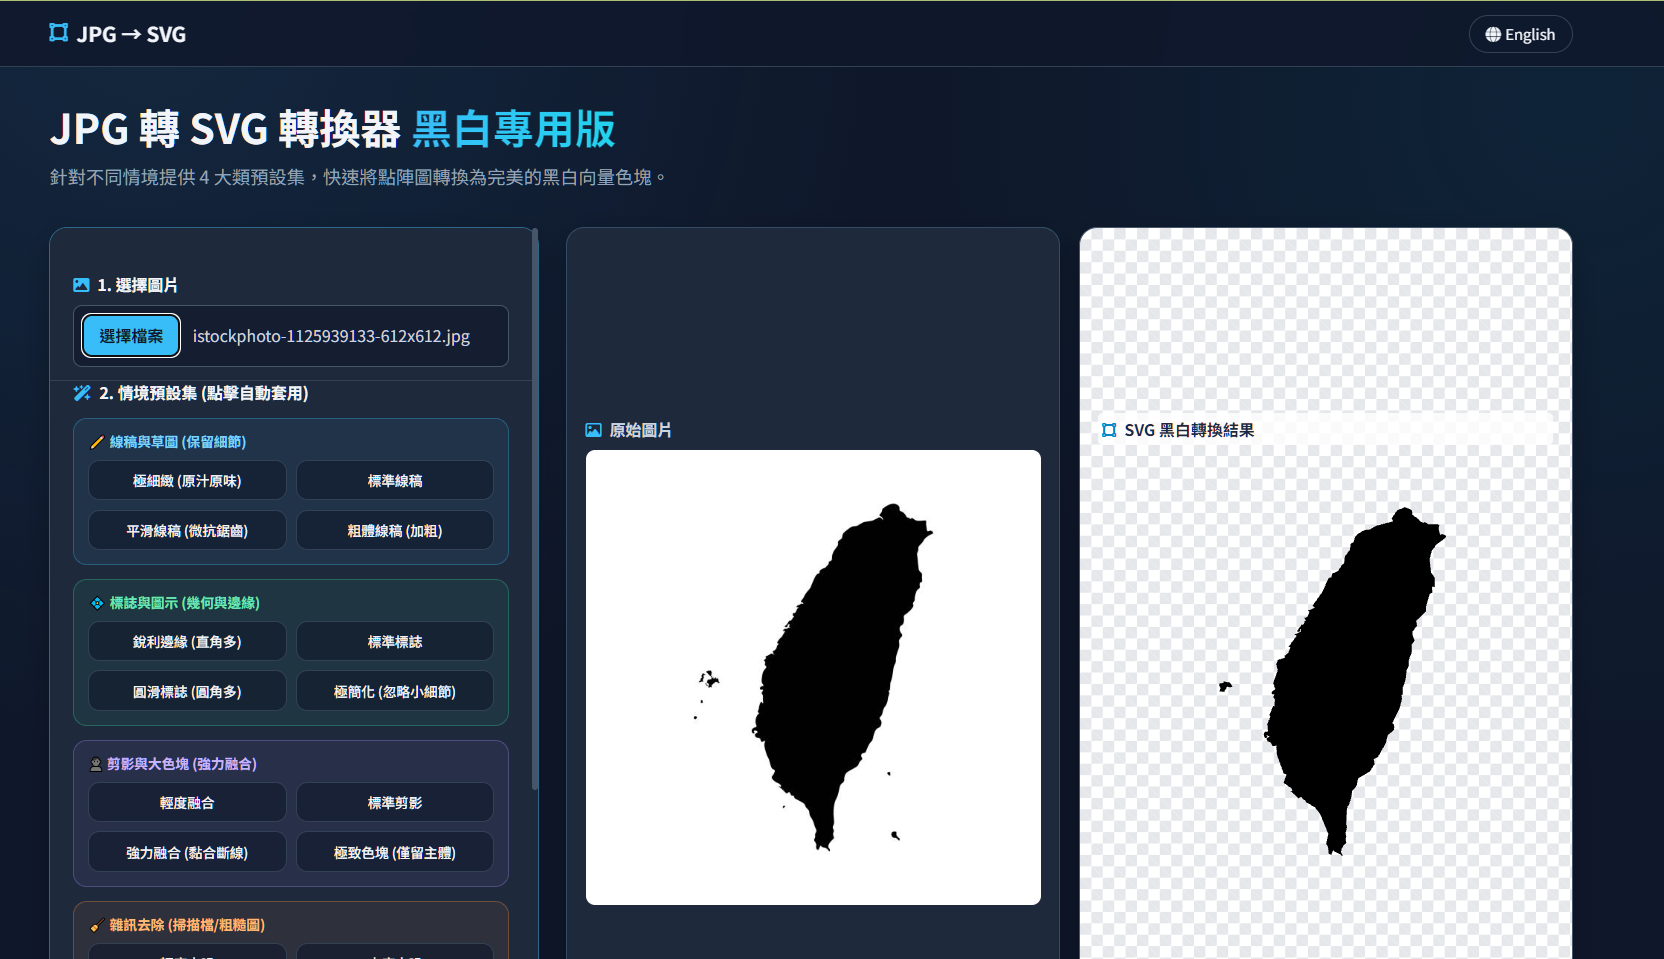 JPG → SVG
English
JPG 轉 SVG 轉換器 黑白專用版
針對不同情境提供 4 大類預設集，快速將點陣圖轉換為完美的黑白向量色塊。
1. 選擇圖片
選擇檔案 istockphoto-1125939133-612x612.jpg
2. 情境預設集 (點擊自動套用)
線稿與草圖 (保留細節)
極細緻 (原汁原味)
標準線稿
平滑線稿 (微抗鋸齒)
粗體線稿 (加粗)
標誌與圖示 (幾何與邊緣)
銳利邊緣 (直角多)
標準標誌
圓滑標誌 (圓角多)
極簡化 (忽略小細節)
剪影與大色塊 (強力融合)
輕度融合
標準剪影
強力融合 (黏合斷線)
極致色塊 (僅留主體)
雜訊去除 (掃描檔/粗糙圖)
原始圖片
SVG 黑白轉換結果